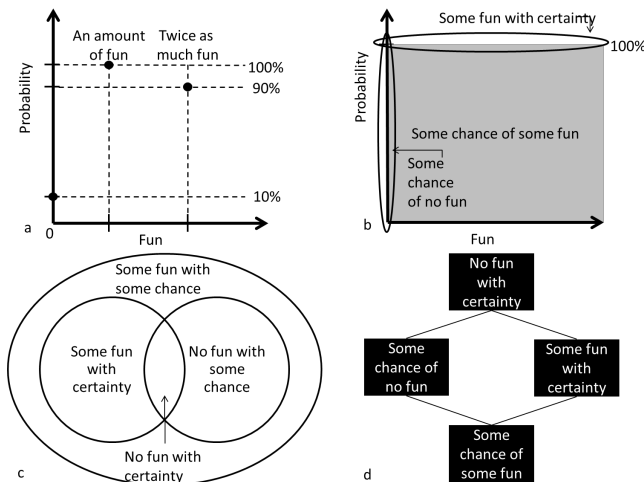 An amount
of fun
Twice as
much fun
Probability
100%
90%
10%
0
a
Fun
Some fun with certainty
100%
Probability
Some chance of some fun
Some
chance
of no fun
b
Fun
Some fun with
some chance
Some fun
with
certainty
No fun with
some
chance
No fun with
certainty
c
No fun
with
certainty
Some
chance of
no fun
Some fun
with
certainty
Some
chance of
some fun
d